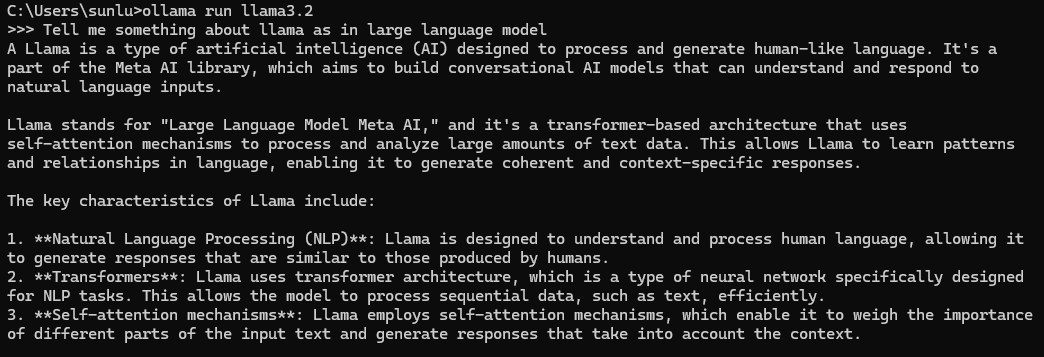 C:\Users\sunlu>ollama run llama3.2
>>> Tell me something about llama as in large language model
A Llama is a type of artificial intelligence (AI) designed to process and generate human-like language. It's a
part of the Meta AI library, which aims to build conversational AI models that can understand and respond to
natural language inputs.
Llama stands for "Large Language Model Meta AI," and it's a transformer-based architecture that uses
self-attention mechanisms to process and analyze large amounts of text data. This allows Llama to learn patterns
and relationships in language, enabling it to generate coherent and context-specific responses.
The key characteristics of Llama include:
1. **Natural Language Processing (NLP)**: Llama is designed to understand and process human language, allowing it
to generate responses that are similar to those produced by humans.
2. **Transformers**: Llama uses transformer architecture, which is a type of neural network specifically designed
for NLP tasks. This allows the model to process sequential data, such as text, efficiently.
3. **Self-attention mechanisms**: Llama employs self-attention mechanisms, which enable it to weigh the importance
of different parts of the input text and generate responses that take into account the context.